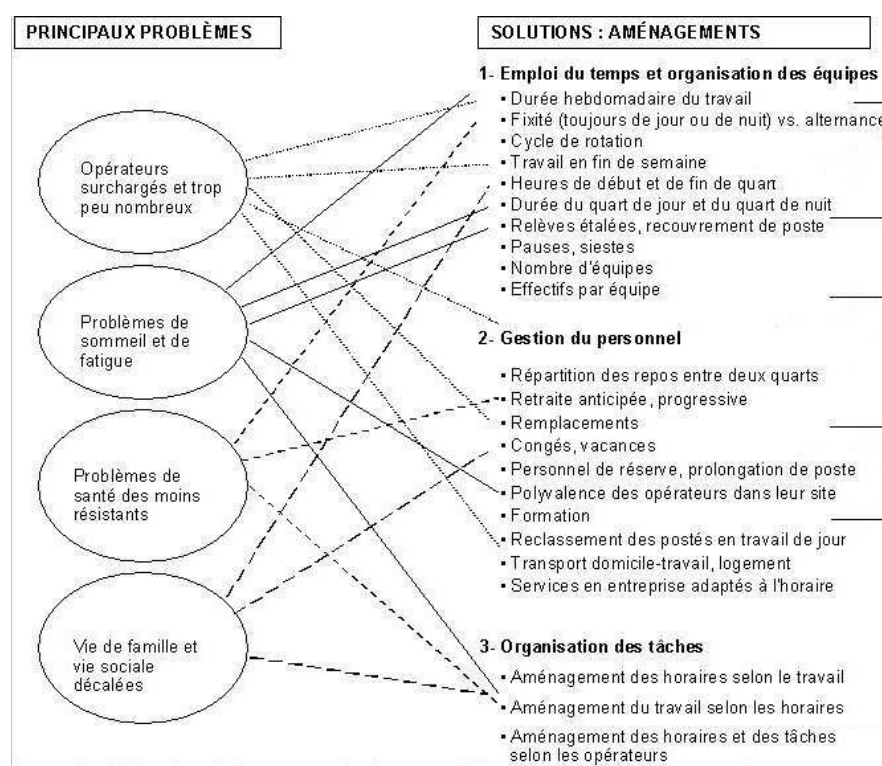 PRINCIPAUX PROBLÈMES
SOLUTIONS : AMÉNAGEMENTS
Opérateurs
surchargés et trop
peu nombreux
Problèmes de
sommeil et de
fatigue
Problèmes de
santé des moins
résistants
Vie de famille et
vie sociale
décalées
1- Emploi du temps et organisation des équipes
▪ Durée hebdomadaire du travail
▪ Fixité (toujours de jour ou de nuit) vs. alternance
▪ Cycle de rotation
▪ Travail en fin de semaine
▪ Heures de début et de fin de quart
▪ Durée du quart de jour et du quart de nuit
▪ Relèves étalées, recouvrement de poste
▪ Pauses, siestes
▪ Nombre d'équipes
▪ Effectifs par équipe
2- Gestion du personnel
▪ Répartition des repos entre deux quarts
▪ Retraite anticipée, progressive
▪ Remplacements
▪ Congés, vacances
▪ Personnel de réserve, prolongation de poste
▪ Polyvalence des opérateurs dans leur site
▪ Formation
▪ Reclassement des postés en travail de jour
▪ Transport domicile-travail, logement
▪ Services en entreprise adaptés à l'horaire
3- Organisation des tâches
▪ Aménagement des horaires selon le travail
▪ Aménagement du travail selon les horaires
▪ Aménagement des horaires et des tâches
selon les opérateurs